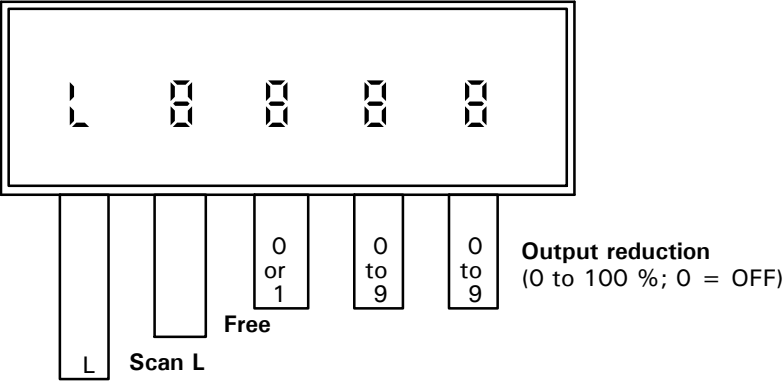 L 8 8 8 8
0 or 1
0 to 9
0 to 9
Output reduction
(0 to 100 %; 0 = OFF)
Free
L
Scan L